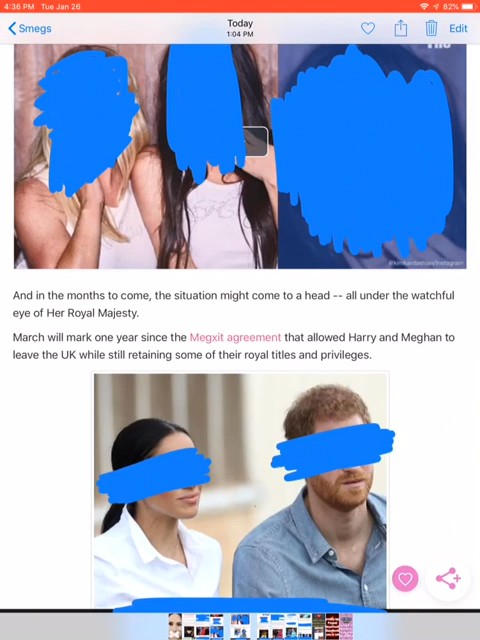 4:36 PM Tue Jan 26
82%
Smegs
Today
1:04 PM
Edit
@kimkardashian/Instagram
And in the months to come, the situation might come to a head -- all under the watchful
eye of Her Royal Majesty.
March will mark one year since the Megxit agreement that allowed Harry and Meghan to
leave the UK while still retaining some of their royal titles and privileges.